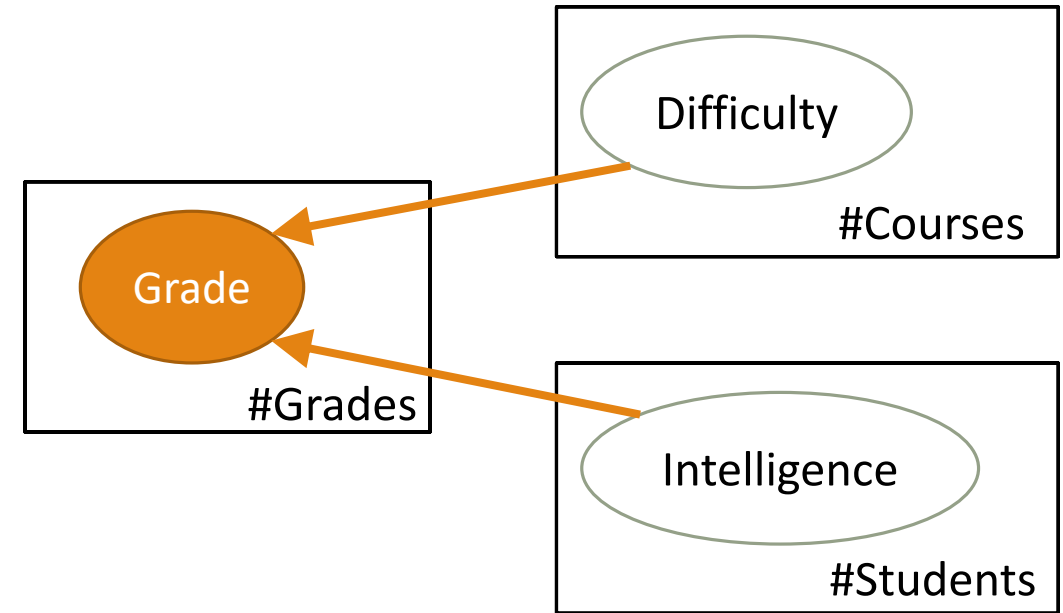 Difficulty
#Courses
Grade
#Grades
Intelligence
#Students